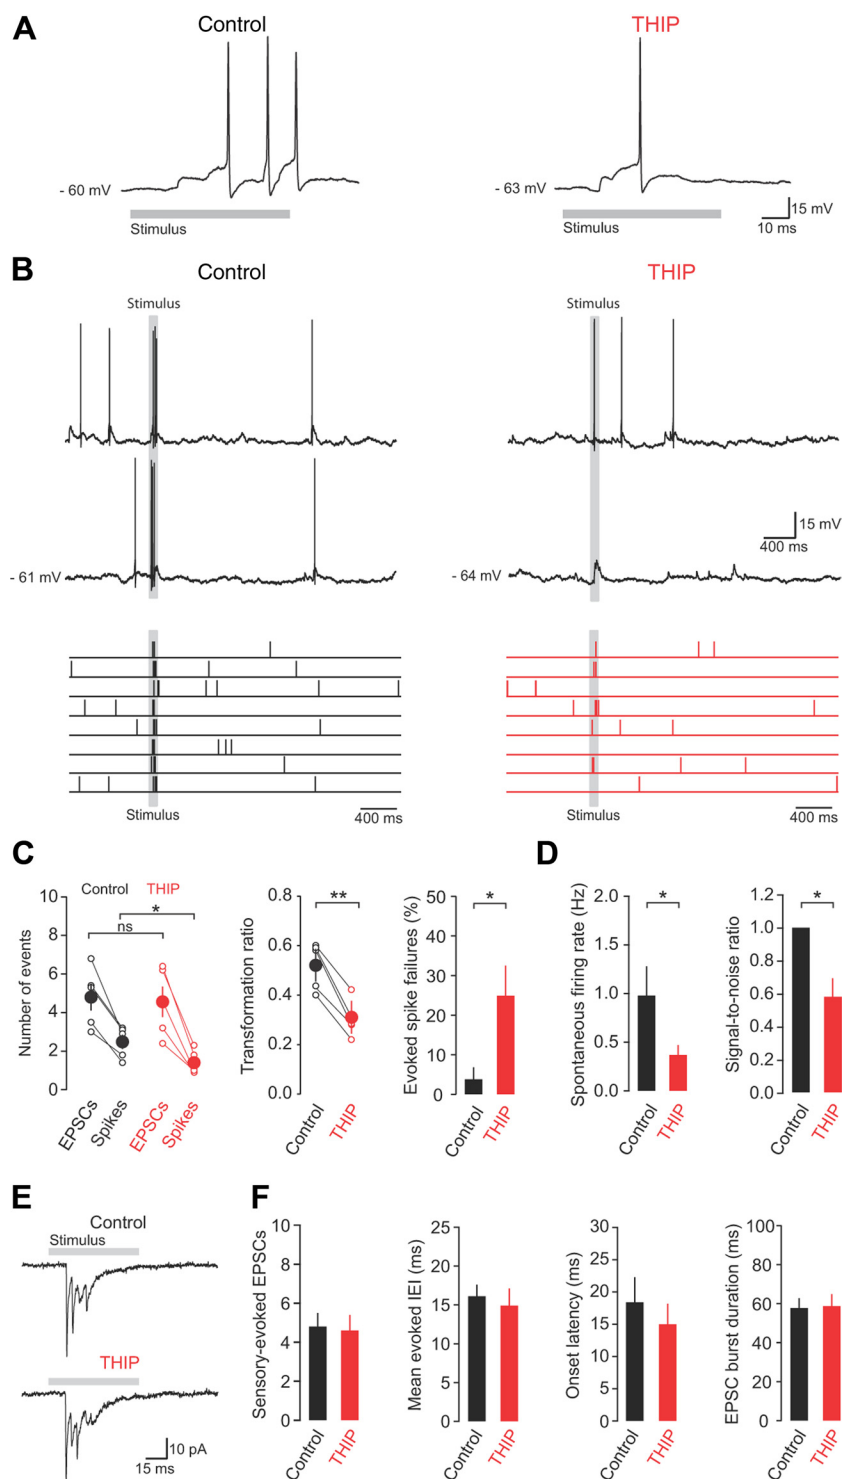 A
Control
THIP
- 60 mV
- 63 mV
Stimulus
Stimulus
15 mV
10 ms
B
Control
THIP
Stimulus
Stimulus
15 mV
400 ms
- 61 mV
- 64 mV
Stimulus
400 ms
Stimulus
400 ms
C
D
Control
THIP
Number of events
10
8
6
4
2
0
ns
*
EPSCs
Spikes
EPSCs
Spikes
Transformation ratio
0.8
0.6
0.4
0.2
0.0
**
Control
THIP
Evoked spike failures (%)
50
40
30
20
10
0
*
Control
THIP
Spontaneous firing rate (Hz)
2.0
1.5
1.0
0.5
0.0
*
Control
THIP
Signal-to-noise ratio
1.2
1.0
0.8
0.6
0.4
0.2
0.0
*
Control
THIP
E
Control
Stimulus
THIP
10 pA
15 ms
F
Sensory-evoked EPSCs
10
8
6
4
2
0
Control
THIP
Mean evoked IEI (ms)
25
20
15
10
5
0
Control
THIP
Onset latency (ms)
30
25
20
15
10
5
0
Control
THIP
EPSC burst duration (ms)
100
80
60
40
20
0
Control
THIP